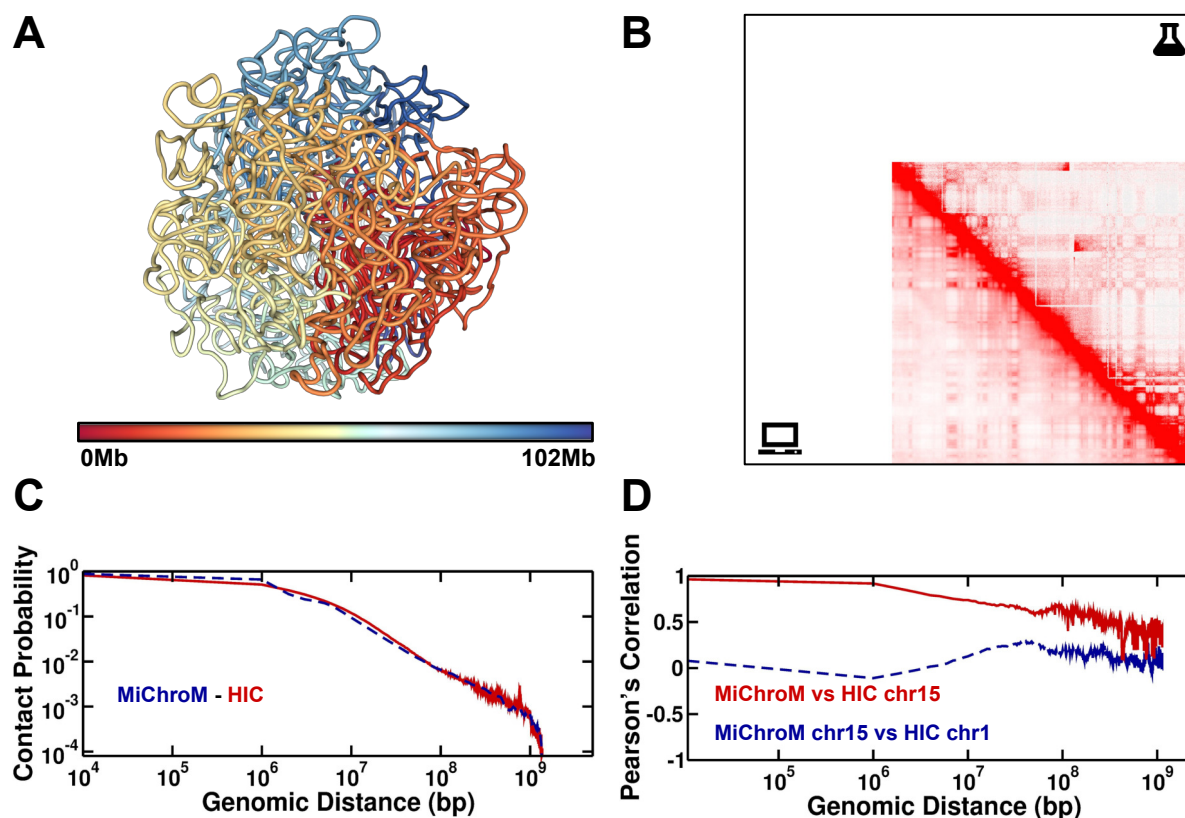 A
B
0Mb
102Mb
C
D
Contact Probability
10^0
10^-1
10^-2
10^-3
10^-4
MiChroM - HIC
10^4
10^5
10^6
10^7
10^8
10^9
Genomic Distance (bp)
Pearson's Correlation
1
0.5
0
-0.5
-1
MiChroM vs HIC chr15
MiChroM chr15 vs HIC chr1
10^5
10^6
10^7
10^8
10^9
Genomic Distance (bp)